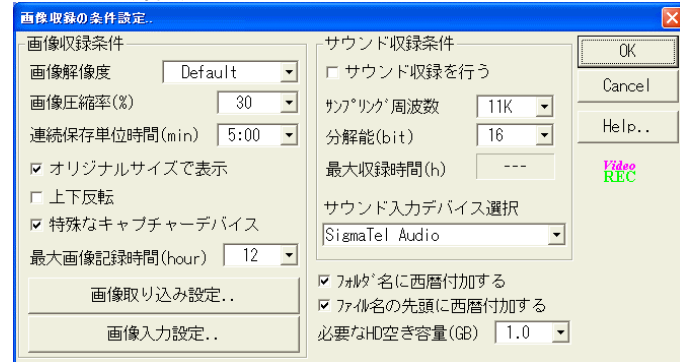 画像収録の条件設定..
画像収録条件
画像解像度 Default
画像圧縮率(%) 30
連続保存単位時間(min) 5:00
オリジナルサイズで表示
上下反転
特殊なキャプチャーデバイス
最大画像記録時間(hour) 12
画像取り込み設定..
画像入力設定..
サウンド収録条件
サウンド収録を行う
ｻﾝﾌﾟﾘﾝｸﾞ周波数 11K
分解能(bit) 16
最大収録時間(h) ---
サウンド入力デバイス選択
SigmaTel Audio
ﾌｫﾙﾀﾞ名に西暦付加する
ﾌｧｲﾙ名の先頭に西暦付加する
必要なHD空き容量(GB) 1.0
OK
Cancel
Help..
Video
REC